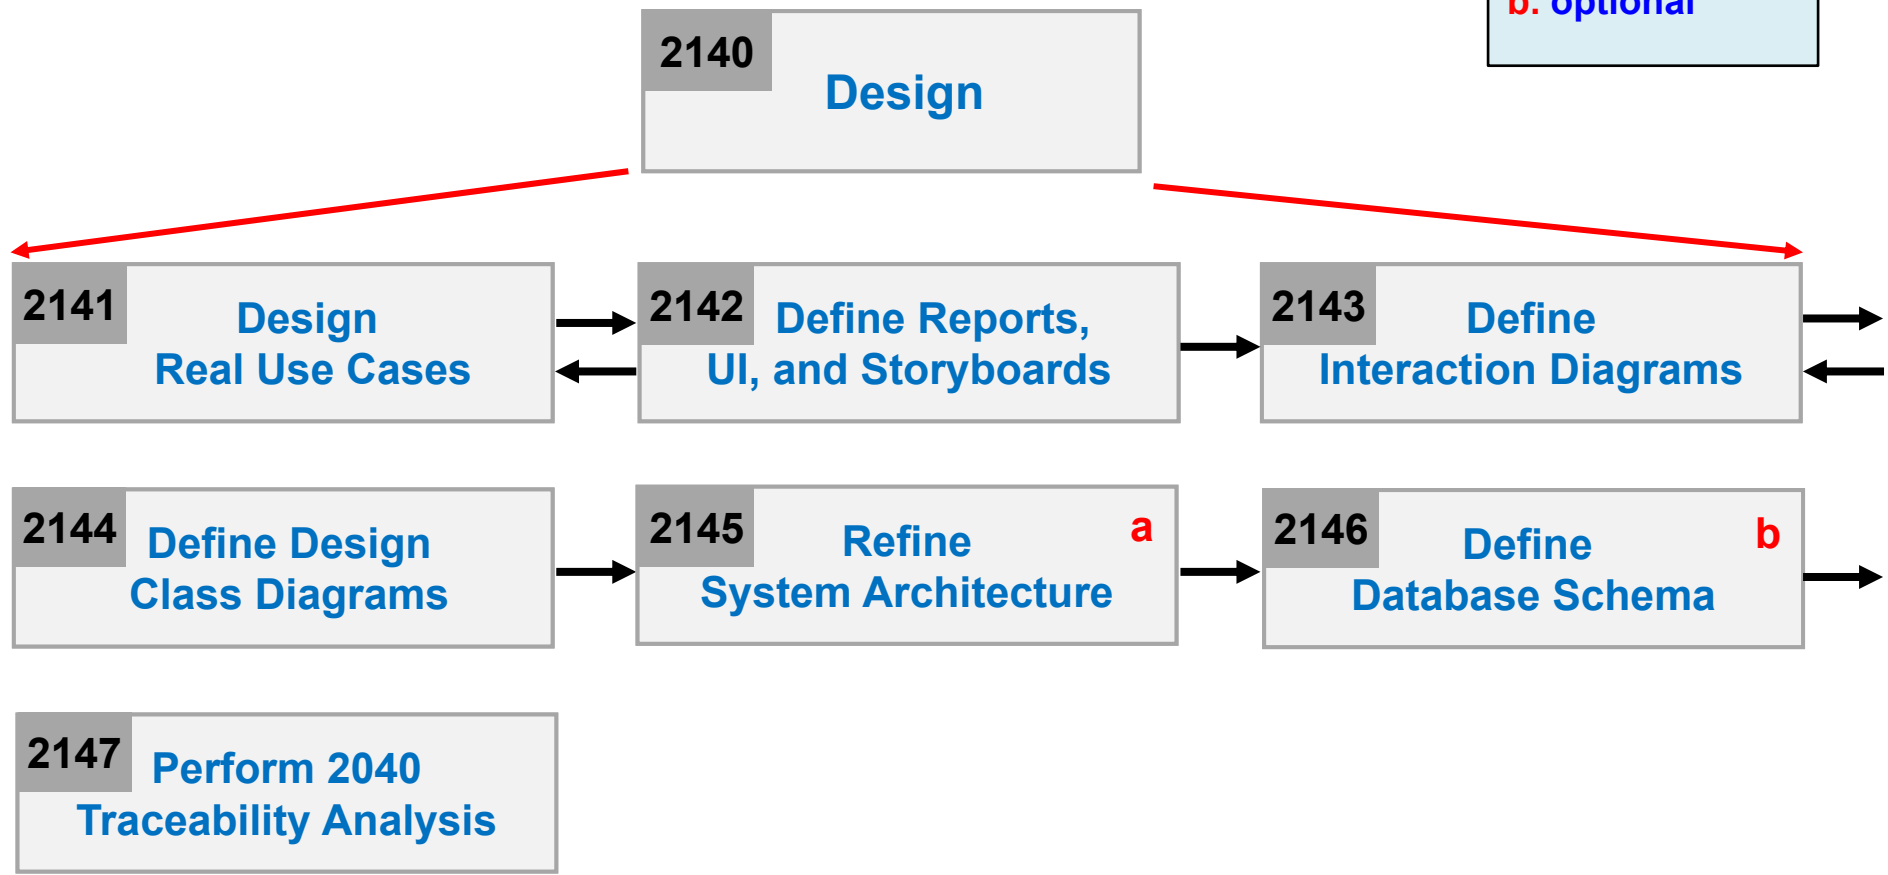 b. optional
2140
Design
2141
Design
Real Use Cases
2142
Define Reports,
UI, and Storyboards
2143
Define
Interaction Diagrams
2144
Define Design
Class Diagrams
2145
Refine
System Architecture
a
2146
Define
Database Schema
b
2147
Perform 2040
Traceability Analysis